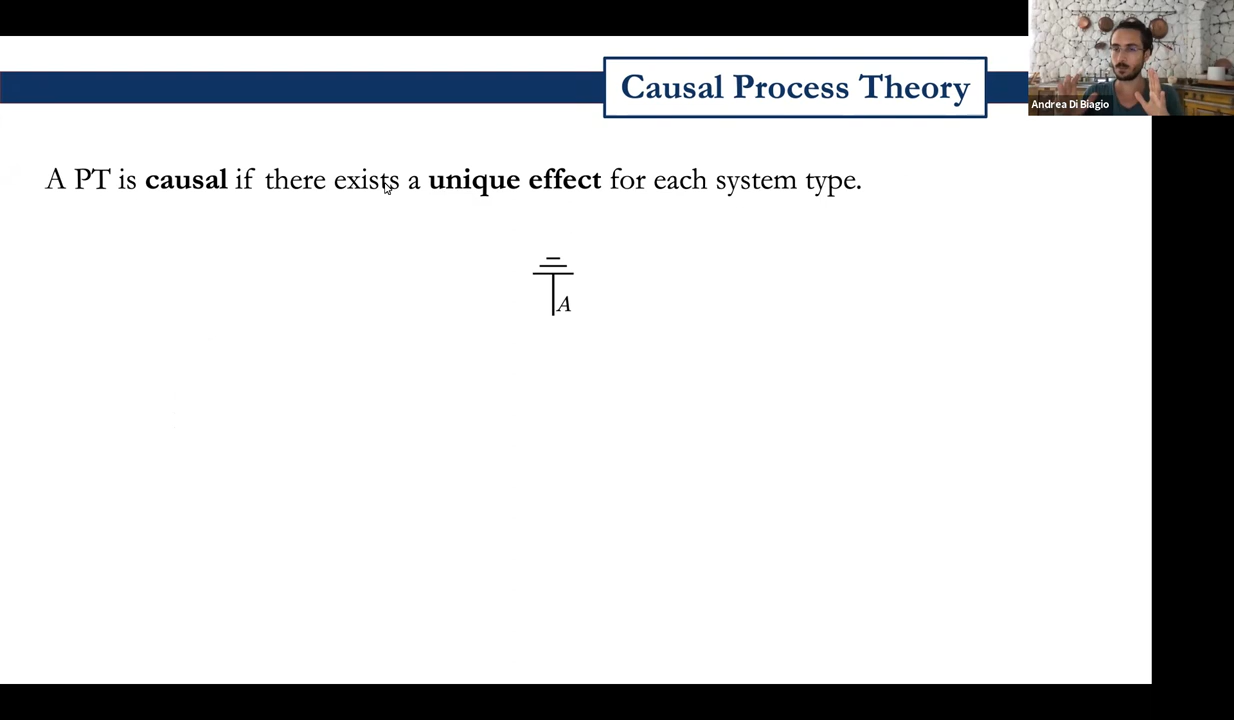 Causal Process Theory
Andrea Di Biagio
A PT is causal if there exists a unique effect for each system type.
A